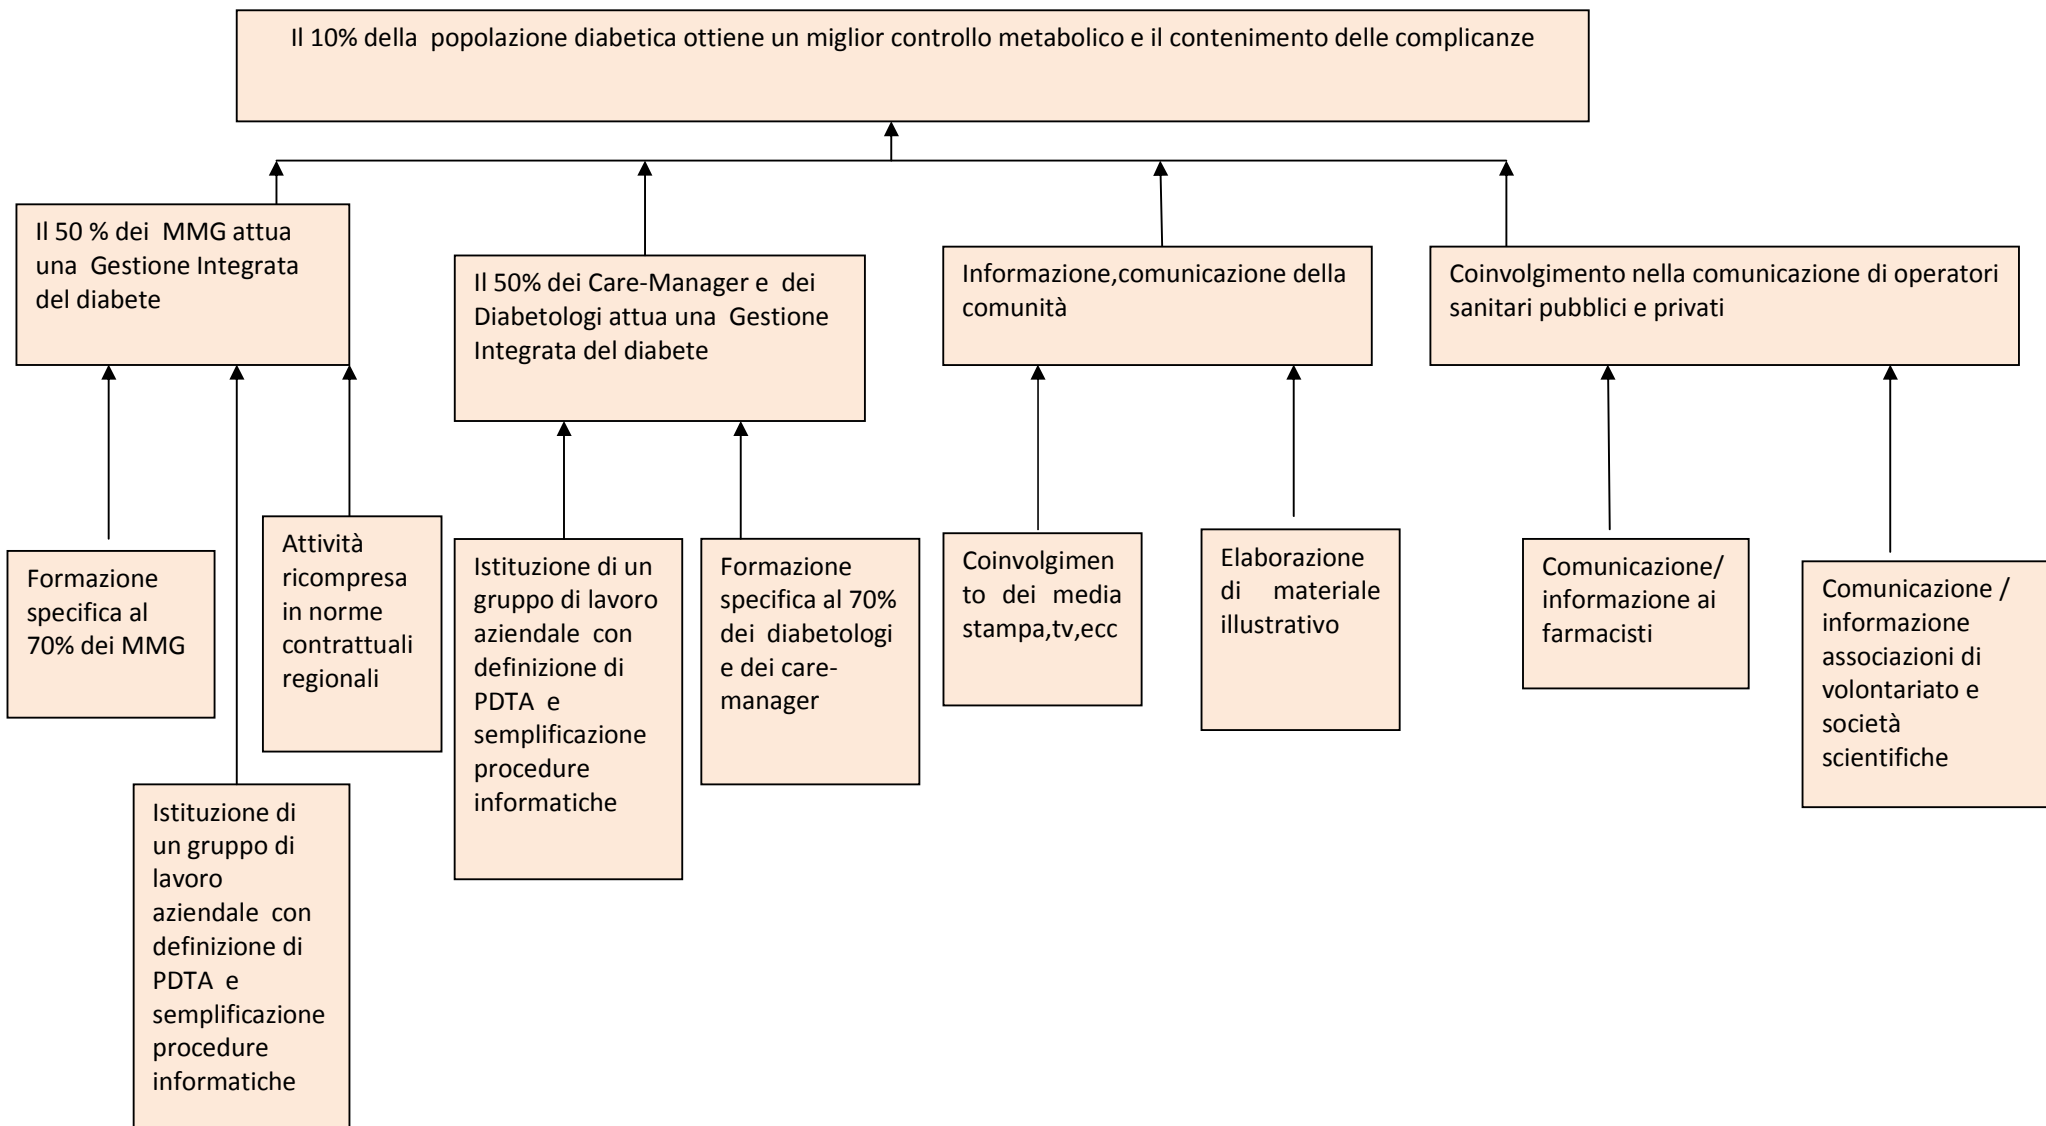 Il 10% della popolazione diabetica ottiene un miglior controllo metabolico e il contenimento delle complicanze
Il 50 % dei MMG attua
una Gestione Integrata
del diabete
Il 50% dei Care-Manager e dei
Diabetologi attua una Gestione
Integrata del diabete
Informazione,comunicazione della
comunità
Coinvolgimento nella comunicazione di operatori
sanitari pubblici e privati
Formazione
specifica al
70% dei MMG
Istituzione di
un gruppo di
lavoro
aziendale con
definizione di
PDTA e
semplificazione
procedure
informatiche
Attività
ricompresa
in norme
contrattuali
regionali
Istituzione di un
gruppo di lavoro
aziendale con
definizione di
PDTA e
semplificazione
procedure
informatiche
Formazione
specifica al 70%
dei diabetologi
e dei care-
manager
Coinvolgimen
to dei media
stampa,tv,ecc
Elaborazione
di materiale
illustrativo
Comunicazione/
informazione ai
farmacisti
Comunicazione /
informazione
associazioni di
volontariato e
società
scientifiche